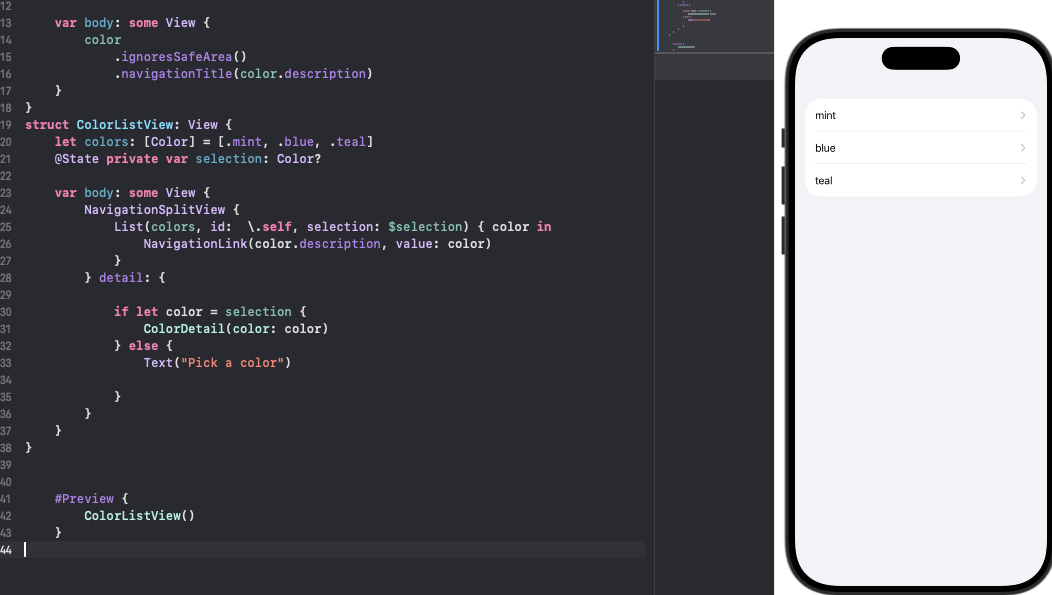 12
13 var body: some View {
14 color
15 .ignoresSafeArea()
16 .navigationTitle(color.description)
17 }
18 }
19 struct ColorListView: View {
20 let colors: [Color] = [.mint, .blue, .teal]
21 @State private var selection: Color?
22
23 var body: some View {
24 NavigationSplitView {
25 List(colors, id:  \.self, selection: $selection) { color in
26 NavigationLink(color.description, value: color)
27 }
28 } detail: {
29
30 if let color = selection {
31 ColorDetail(color: color)
32 } else {
33 Text("Pick a color")
34
35 }
36 }
37 }
38 }
39
40
41 #Preview {
42 ColorListView()
43 }
44
mint
blue
teal